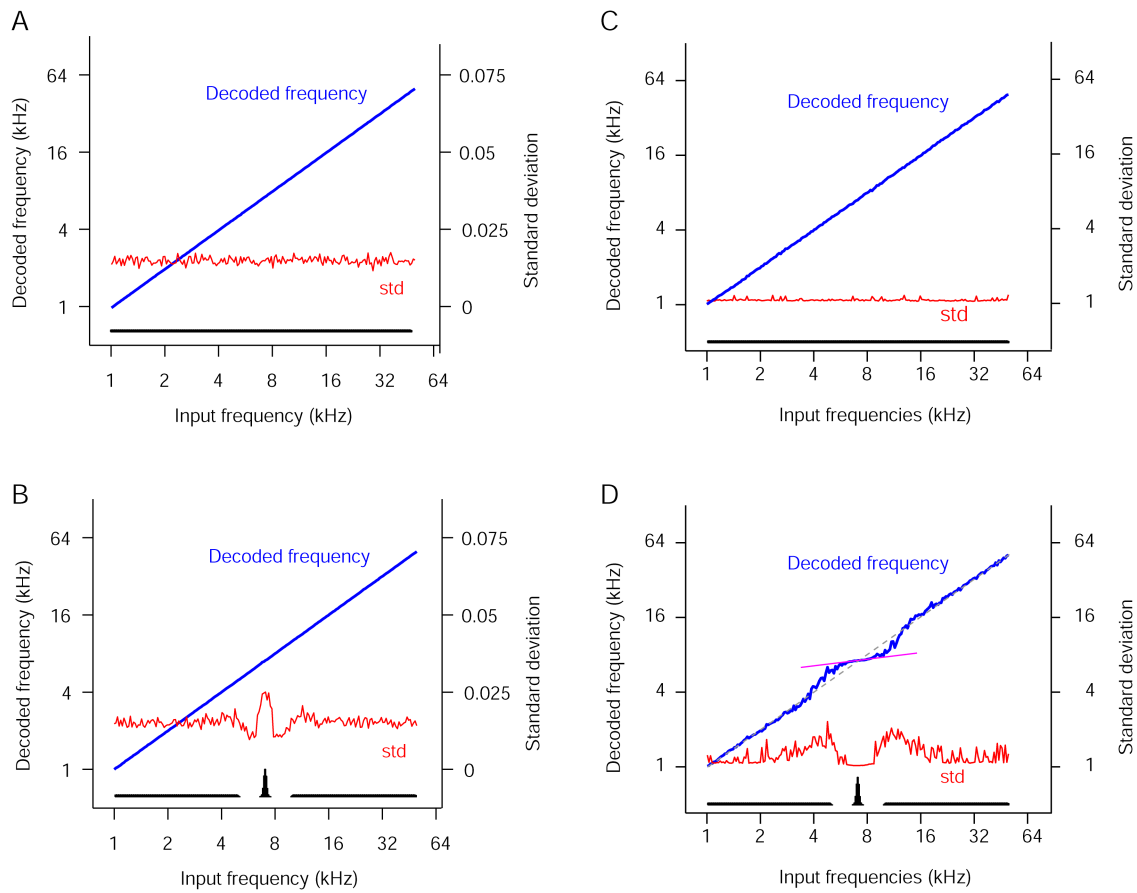 A
Decoded frequency (kHz)
64
16
4
1
Decoded frequency
std
0.075
0.05
0.025
0
Standard deviation
1 2 4 8 16 32 64
Input frequency (kHz)
C
Decoded frequency (kHz)
64
16
4
1
Decoded frequency
std
64
16
4
1
Standard deviation
1 2 4 8 16 32 64
Input frequencies (kHz)
B
Decoded frequency (kHz)
64
16
4
1
Decoded frequency
std
0.075
0.05
0.025
0
Standard deviation
1 2 4 8 16 32 64
Input frequency (kHz)
D
Decoded frequency (kHz)
64
16
4
1
Decoded frequency
std
64
16
4
1
Standard deviation
1 2 4 8 16 32 64
Input frequencies (kHz)